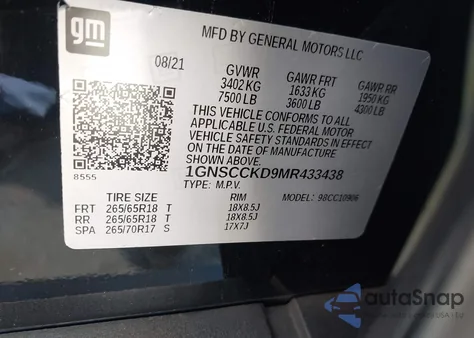 gm
MFD BY GENERAL MOTORS LLC
08/21
GVWR GAWR FRT GAWR RR
3402 KG 1633 KG 1950 KG
7500 LB 3600 LB 4300 LB
THIS VEHICLE CONFORMS TO ALL
APPLICABLE U.S. FEDERAL MOTOR
VEHICLE SAFETY STANDARDS IN
EFFECT ON THE DATE OF
MANUFACTURE SHOWN ABOVE.
1GNSCCKD9MR433438
TYPE: M.P.V. MODEL: 98CC10906
8555
TIRE SIZE RIM
FRT 265/65R18 T 18X8.5J
RR 265/65R18 T 18X8.5J
SPA 265/70R17 S 17X7J
autoSnap